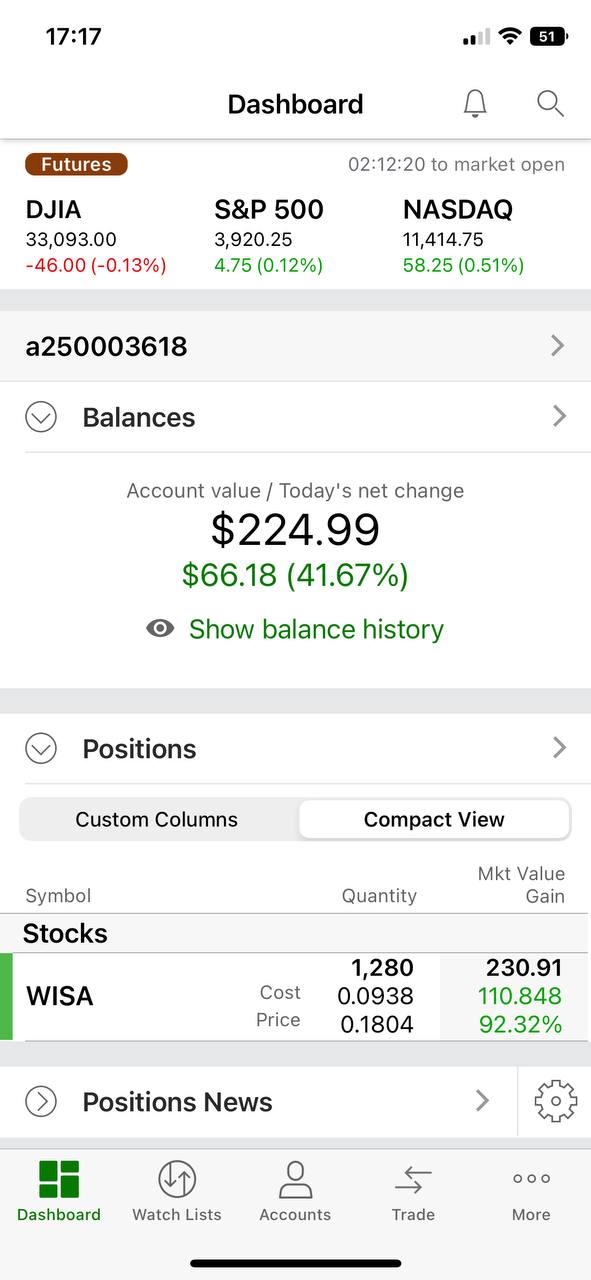 17:17
51
Dashboard
Futures 02:12:20 to market open
DJIA S&P 500 NASDAQ
33,093.00 3,920.25 11,414.75
-46.00 (-0.13%) 4.75 (0.12%) 58.25 (0.51%)
a250003618
Balances
Account value / Today's net change
$224.99
$66.18 (41.67%)
Show balance history
Positions
Custom Columns Compact View
Symbol Quantity Mkt Value
Gain
Stocks
1,280 230.91
WISA Cost 0.0938 110.848
Price 0.1804 92.32%
Positions News
Dashboard Watch Lists Accounts Trade More